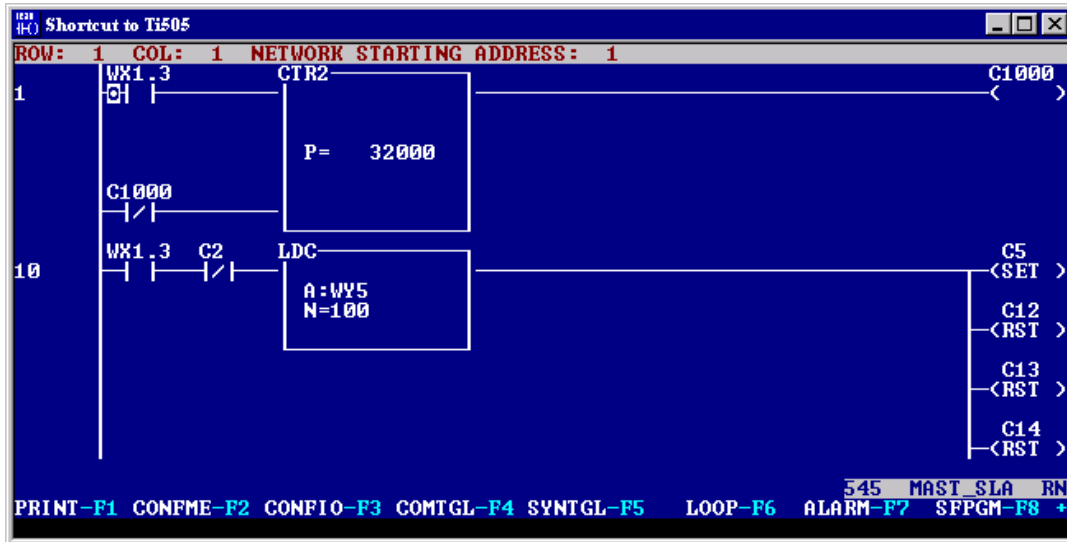 Shortcut to Ti505
ROW: 1 COL: 1 NETWORK STARTING ADDRESS: 1
WX1.3 CTR2 C1000
1
P= 32000
C1000
WX1.3 C2 LDC C5
10 (SET )
A:WY5
N=100 C12
(RST )
C13
(RST )
C14
(RST )
545 MAST_SLA RN
PRINT-F1 CONFME-F2 CONFIO-F3 COMTGL-F4 SYNTGL-F5 LOOP-F6 ALARM-F7 SFPGM-F8 +